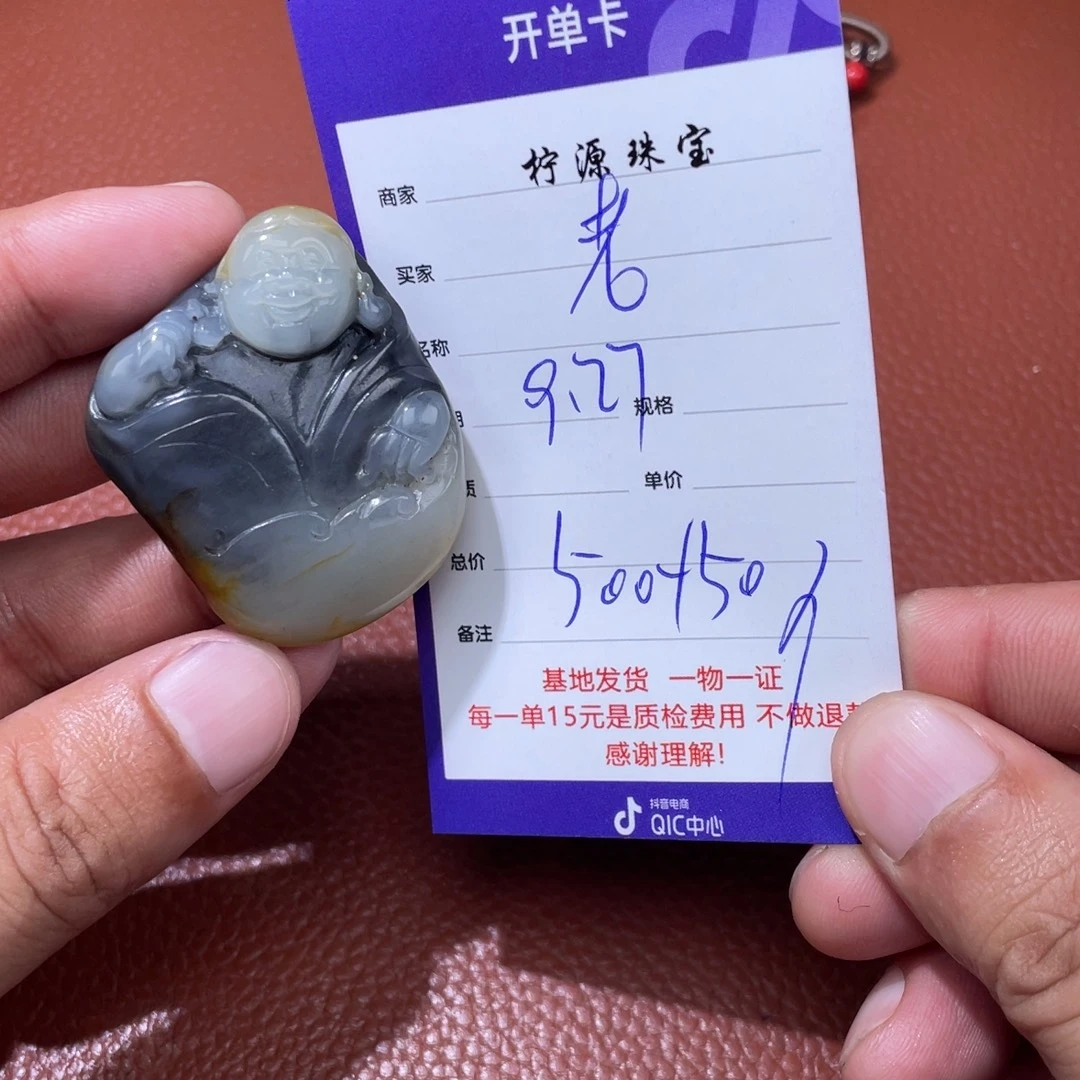 开单卡
柠源珠宝
商家
老
买家
名称
9.27 规格
单价
总价 500+150
备注
基地发货 一物一证
每一单15元是质检费用 不做退款
感谢理解!
抖音电商
QIC中心